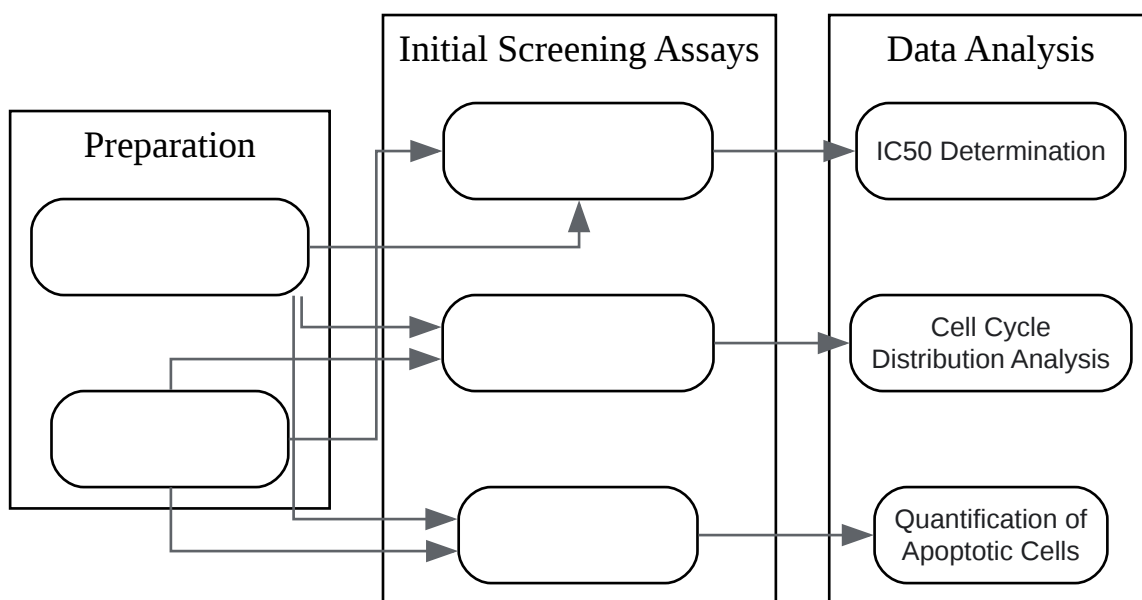 Preparation
Initial Screening Assays
Data Analysis
IC50 Determination
Cell Cycle
Distribution Analysis
Quantification of
Apoptotic Cells